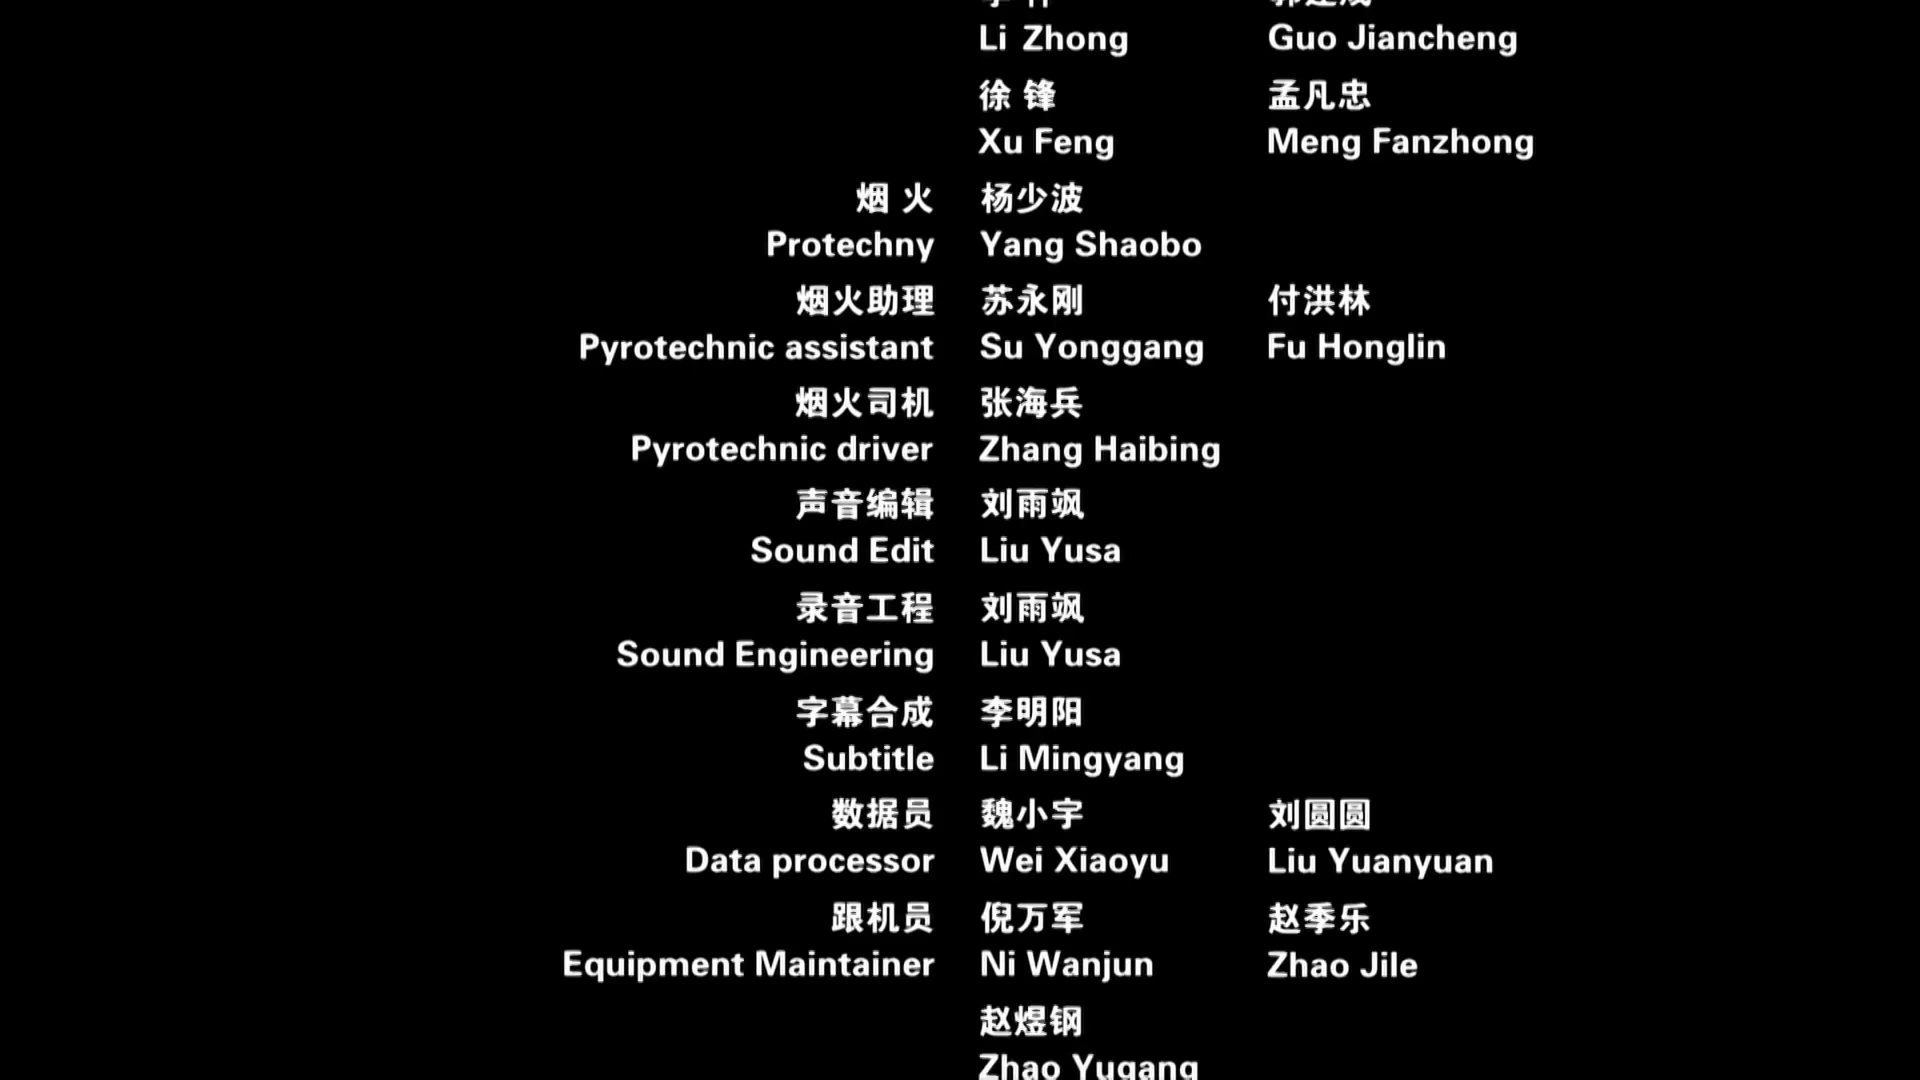 Li Zhong Guo Jiancheng
徐 锋 孟凡忠
Xu Feng Meng Fanzhong
烟 火 杨少波
Protechny Yang Shaobo
烟火助理 苏永刚 付洪林
Pyrotechnic assistant Su Yonggang Fu Honglin
烟火司机 张海兵
Pyrotechnic driver Zhang Haibing
声音编辑 刘雨飒
Sound Edit Liu Yusa
录音工程 刘雨飒
Sound Engineering Liu Yusa
字幕合成 李明阳
Subtitle Li Mingyang
数据员 魏小宇 刘圆圆
Data processor Wei Xiaoyu Liu Yuanyuan
跟机员 倪万军 赵季乐
Equipment Maintainer Ni Wanjun Zhao Jile
赵煜钢
Zhao Yugang